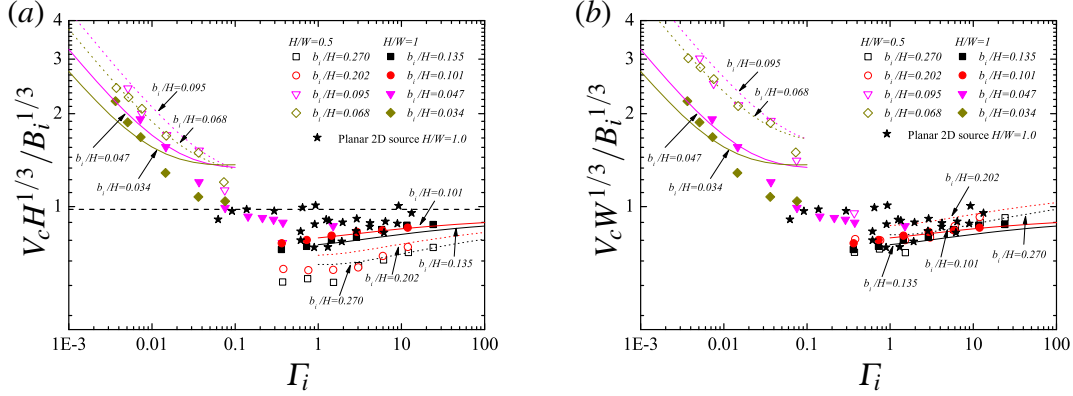 (a)
V_c H^{1/3}/B_i^{1/3}
4
3
2
1
H/W=0.5 H/W=1
b_i/H=0.270 b_i/H=0.135
b_i/H=0.202 b_i/H=0.101
b_i/H=0.095 b_i/H=0.047
b_i/H=0.068 b_i/H=0.034
Planar 2D source H/W=1.0
b_i/H=0.095
b_i/H=0.068
b_i/H=0.047
b_i/H=0.034
b_i/H=0.101
b_i/H=0.135
b_i/H=0.202
b_i/H=0.270
1E-3 0.01 0.1 1 10 100
Γ_i
(b)
V_c W^{1/3}/B_i^{1/3}
4
3
2
1
H/W=0.5 H/W=1
b_i/H=0.270 b_i/H=0.135
b_i/H=0.202 b_i/H=0.101
b_i/H=0.095 b_i/H=0.047
b_i/H=0.068 b_i/H=0.034
Planar 2D source H/W=1.0
b_i/H=0.095
b_i/H=0.068
b_i/H=0.047
b_i/H=0.034
b_i/H=0.202
b_i/H=0.270
b_i/H=0.101
b_i/H=0.135
1E-3 0.01 0.1 1 10 100
Γ_i